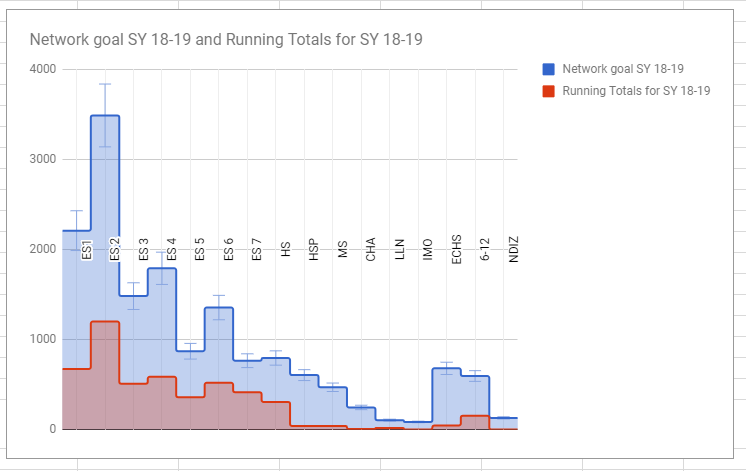 Network goal SY 18-19 and Running Totals for SY 18-19
Network goal SY 18-19
Running Totals for SY 18-19
4000
3000
2000
1000
0
ES1
ES 2
ES 3
ES 4
ES 5
ES 6
ES 7
HS
HSP
MS
CHA
LLN
IMO
ECHS
6-12
NDIZ